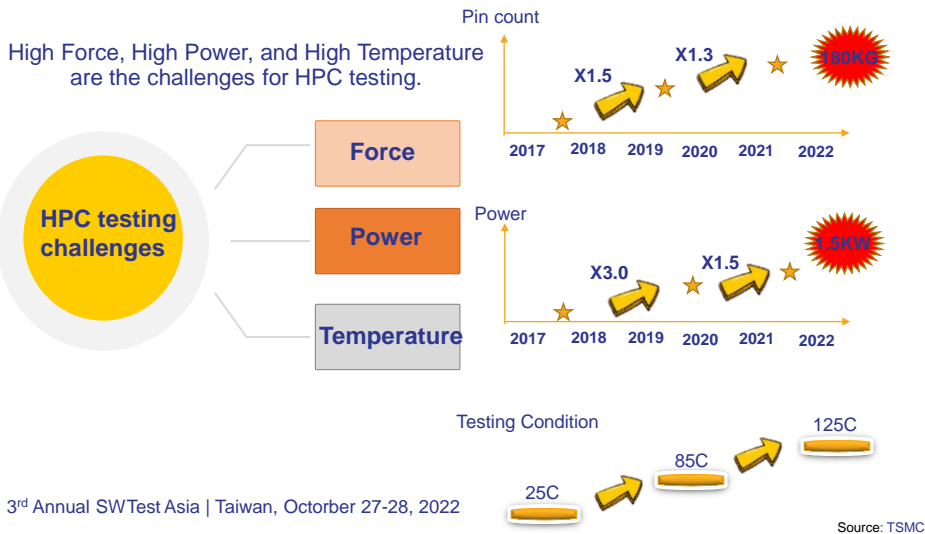 High Force, High Power, and High Temperature
are the challenges for HPC testing.
HPC testing
challenges
Force
Power
Temperature
Pin count
X1.5
X1.3
180KG
2017
2018
2019
2020
2021
2022
Power
X3.0
X1.5
1.5KW
2017
2018
2019
2020
2021
2022
Testing Condition
25C
85C
125C
3rd Annual SWTest Asia | Taiwan, Octorber 27-28, 2022
Source: TSMC